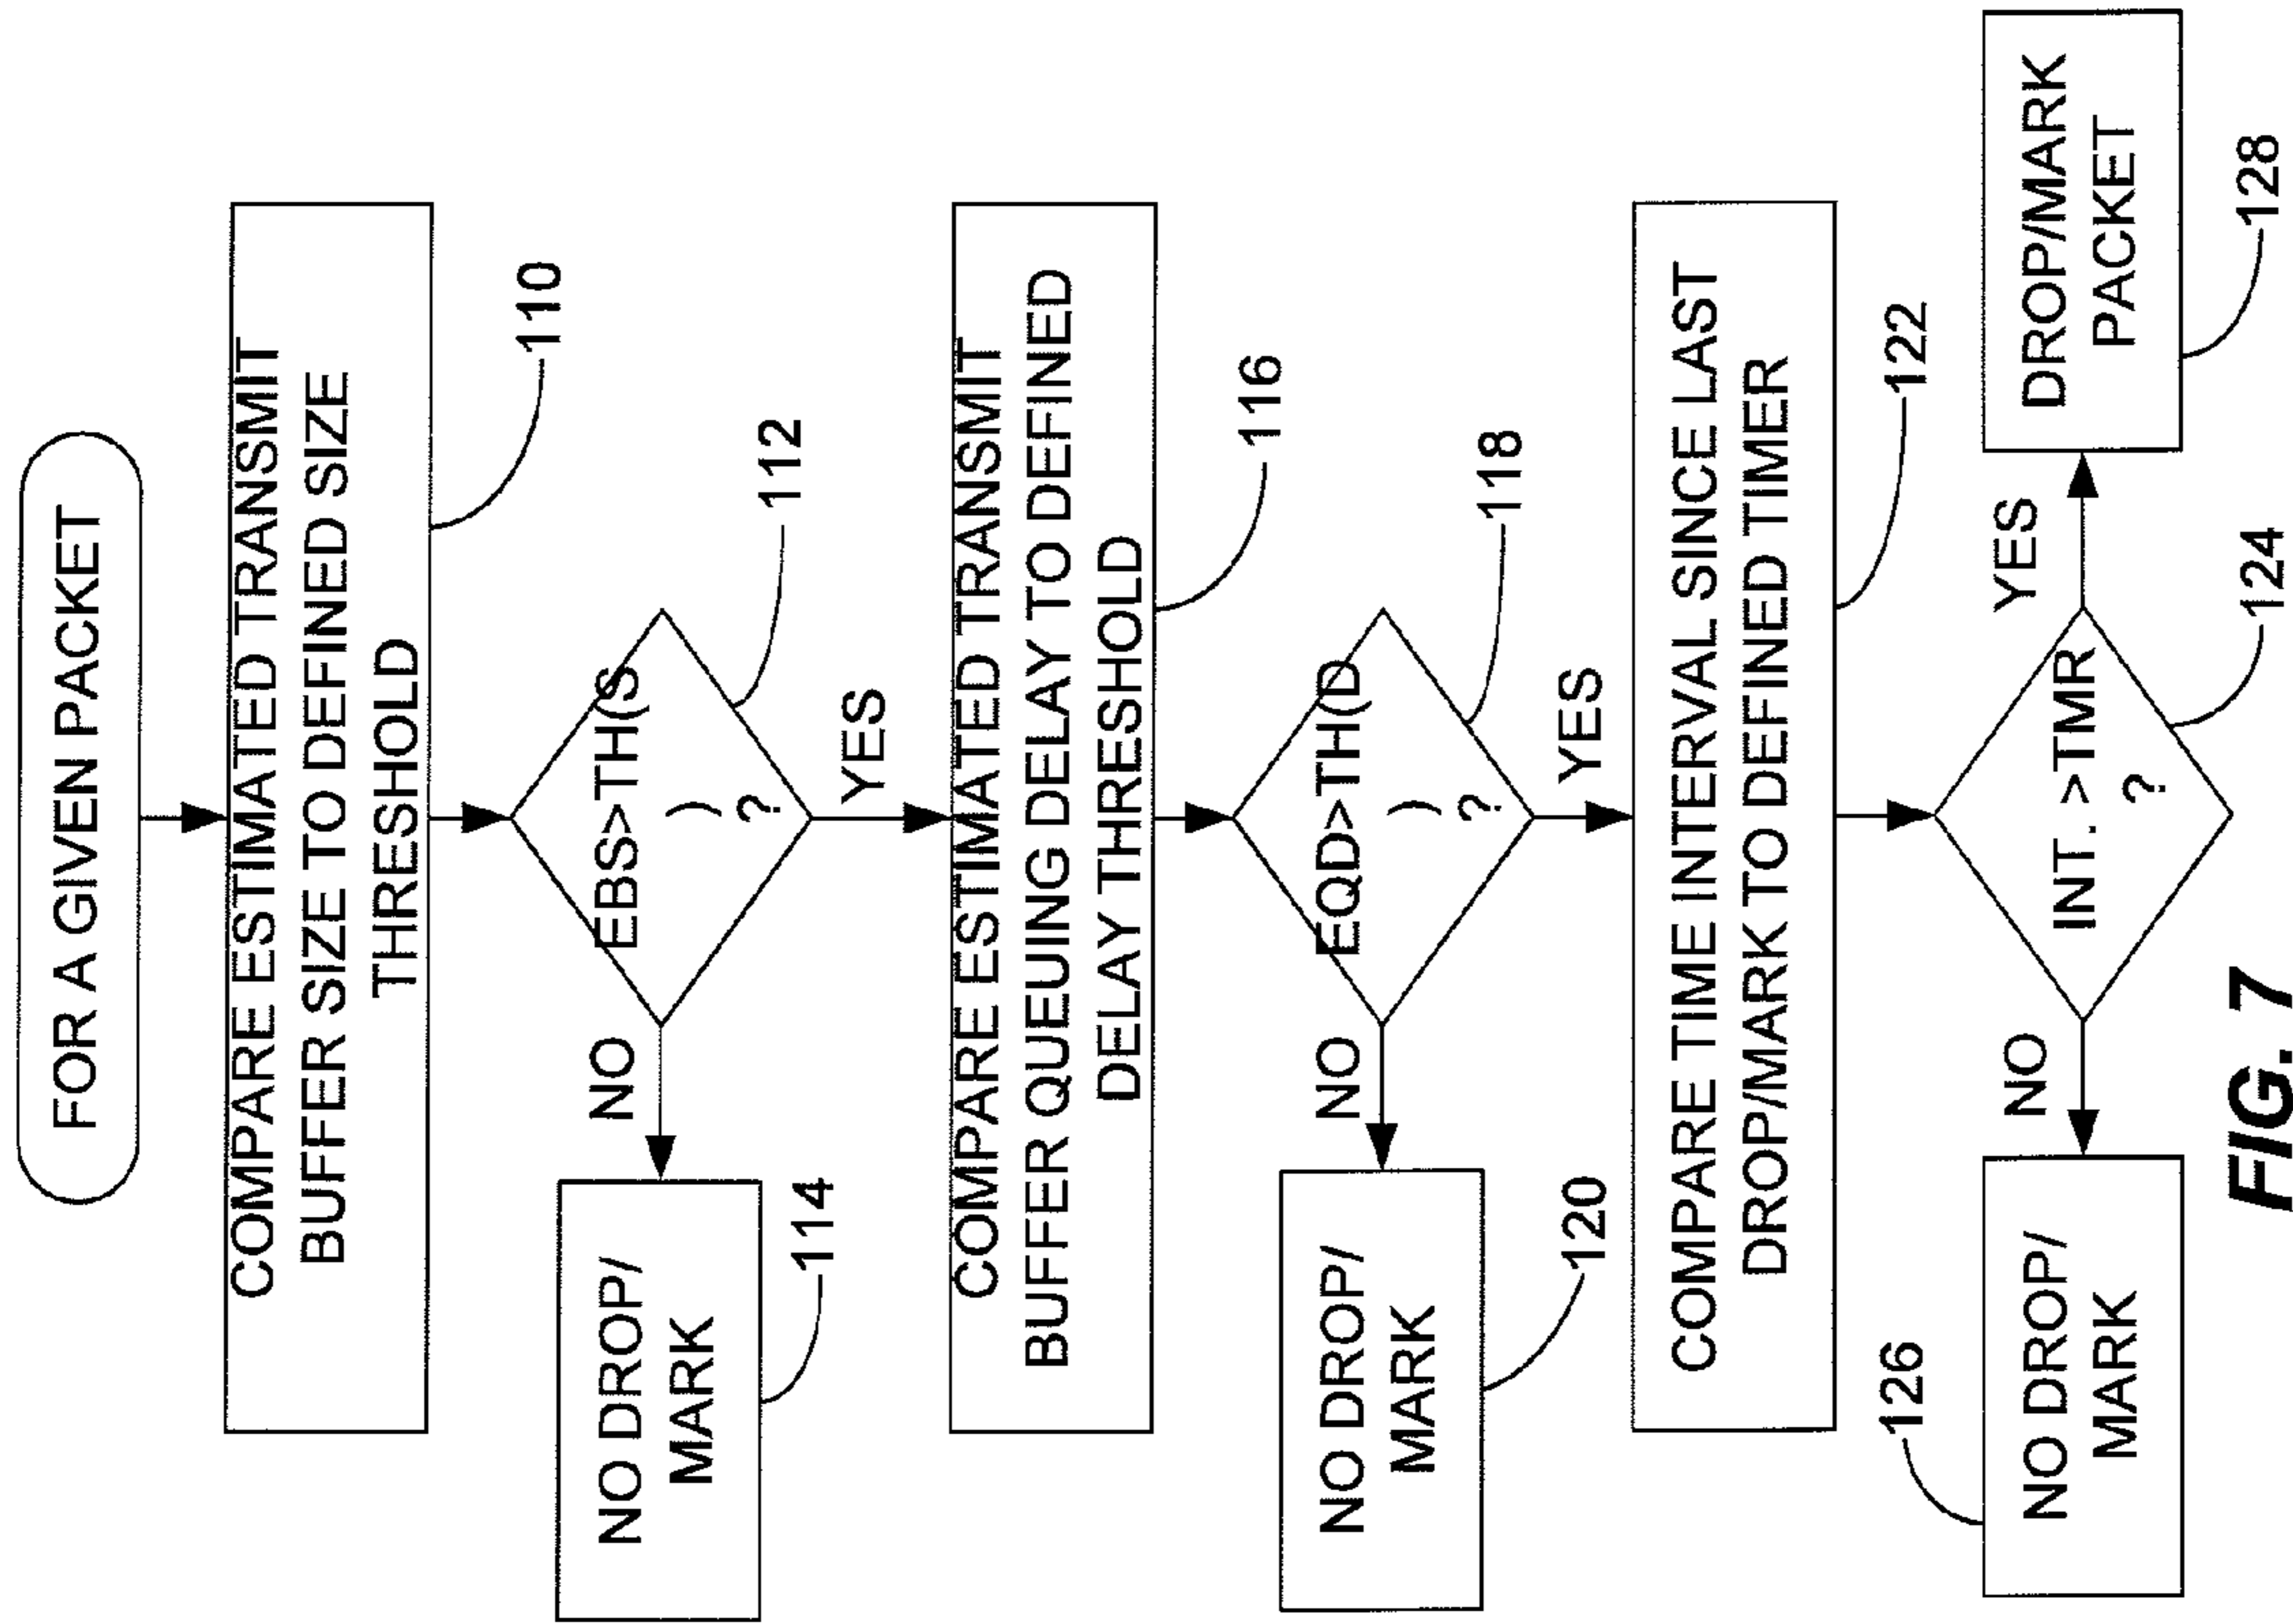 FOR A GIVEN PACKET
COMPARE ESTIMATED TRANSMIT
BUFFER SIZE TO DEFINED SIZE
THRESHOLD
110
EBS>TH(S
)
?
112
NO
NO DROP/
MARK
114
YES
COMPARE ESTIMATED TRANSMIT
BUFFER QUEUING DELAY TO DEFINED
DELAY THRESHOLD
116
EQD>TH(D
)
?
118
NO
NO DROP/
MARK
120
YES
COMPARE TIME INTERVAL SINCE LAST
DROP/MARK TO DEFINED TIMER
122
INT. >TMR
?
124
NO
NO DROP/
MARK
126
YES
DROP/MARK
PACKET
128
FIG. 7